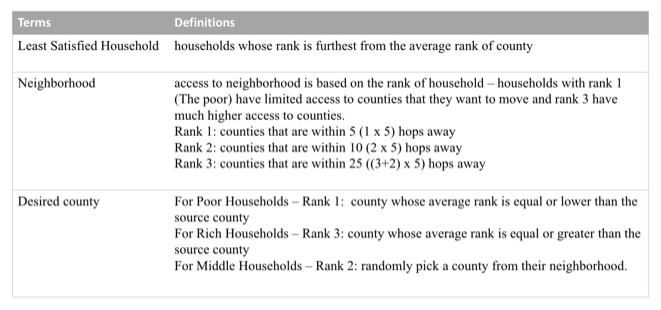 Terms Definitions
Least Satisfied Household households whose rank is furthest from the average rank of county
Neighborhood access to neighborhood is based on the rank of household – households with rank 1
(The poor) have limited access to counties that they want to move and rank 3 have
much higher access to counties.
Rank 1: counties that are within 5 (1 x 5) hops away
Rank 2: counties that are within 10 (2 x 5) hops away
Rank 3: counties that are within 25 ((3+2) x 5) hops away
Desired county For Poor Households – Rank 1: county whose average rank is equal or lower than the
source county
For Rich Households – Rank 3: county whose average rank is equal or greater than the
source county
For Middle Households – Rank 2: randomly pick a county from their neighborhood.